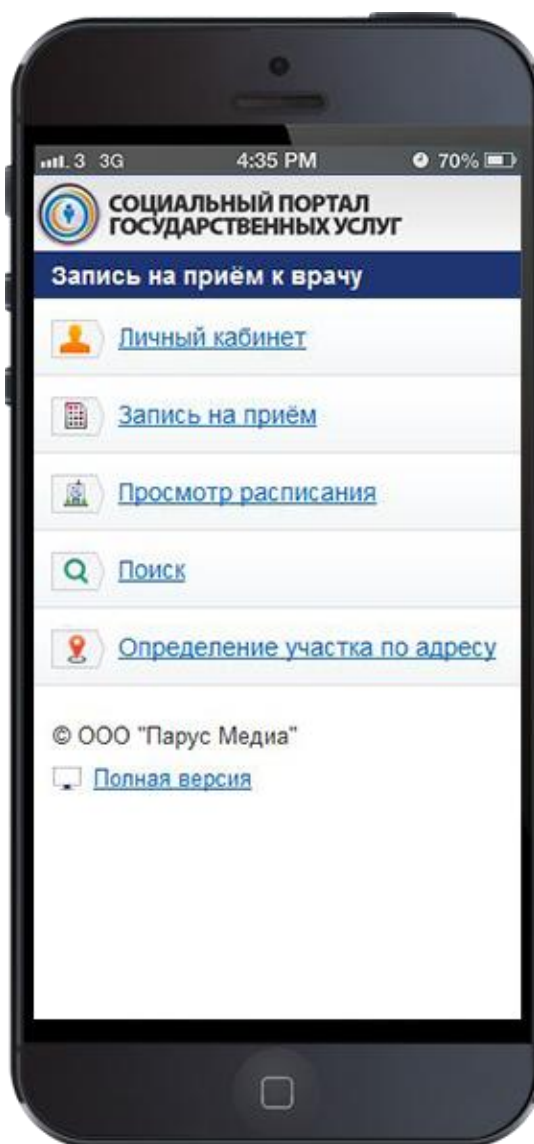 3 3G 4:35 PM 70%
СОЦИАЛЬНЫЙ ПОРТАЛ
ГОСУДАРСТВЕННЫХ УСЛУГ
Запись на приём к врачу
Личный кабинет
Запись на приём
Просмотр расписания
Поиск
Определение участка по адресу
© ООО "Парус Медиа"
Полная версия